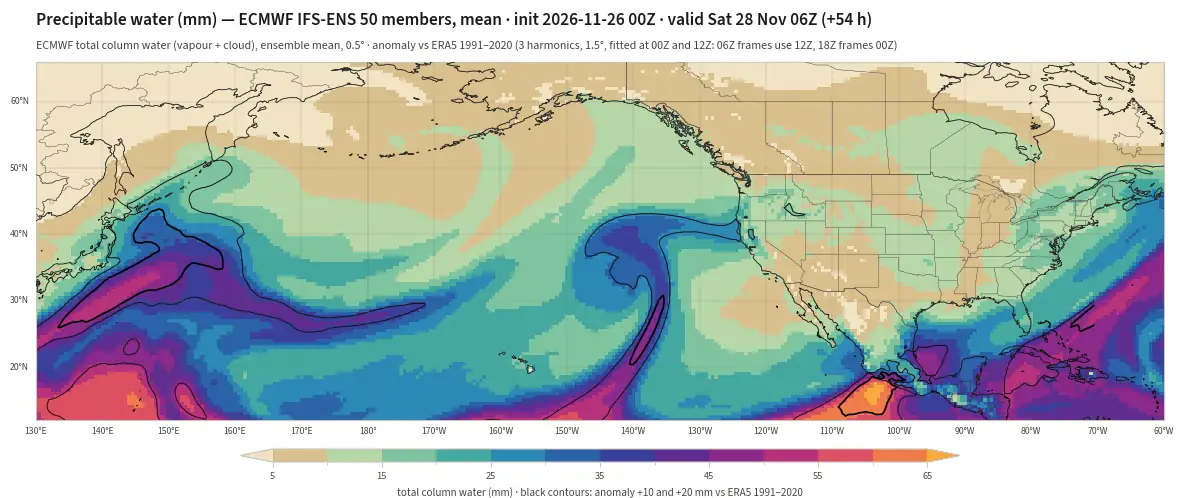 Precipitable water (mm) — ECMWF IFS-ENS 50 members, mean · init 2026-11-26 00Z · valid Sat 28 Nov 06Z (+54 h)
ECMWF total column water (vapour + cloud), ensemble mean, 0.5° · anomaly vs ERA5 1991–2020 (3 harmonics, 1.5°, fitted at 00Z and 12Z: 06Z frames use 12Z, 18Z frames 00Z)
60°N
50°N
40°N
30°N
20°N
130°E 140°E 150°E 160°E 170°E 180° 170°W 160°W 150°W 140°W 130°W 120°W 110°W 100°W 90°W 80°W 70°W 60°W
5 15 25 35 45 55 65
total column water (mm) · black contours: anomaly +10 and +20 mm vs ERA5 1991–2020